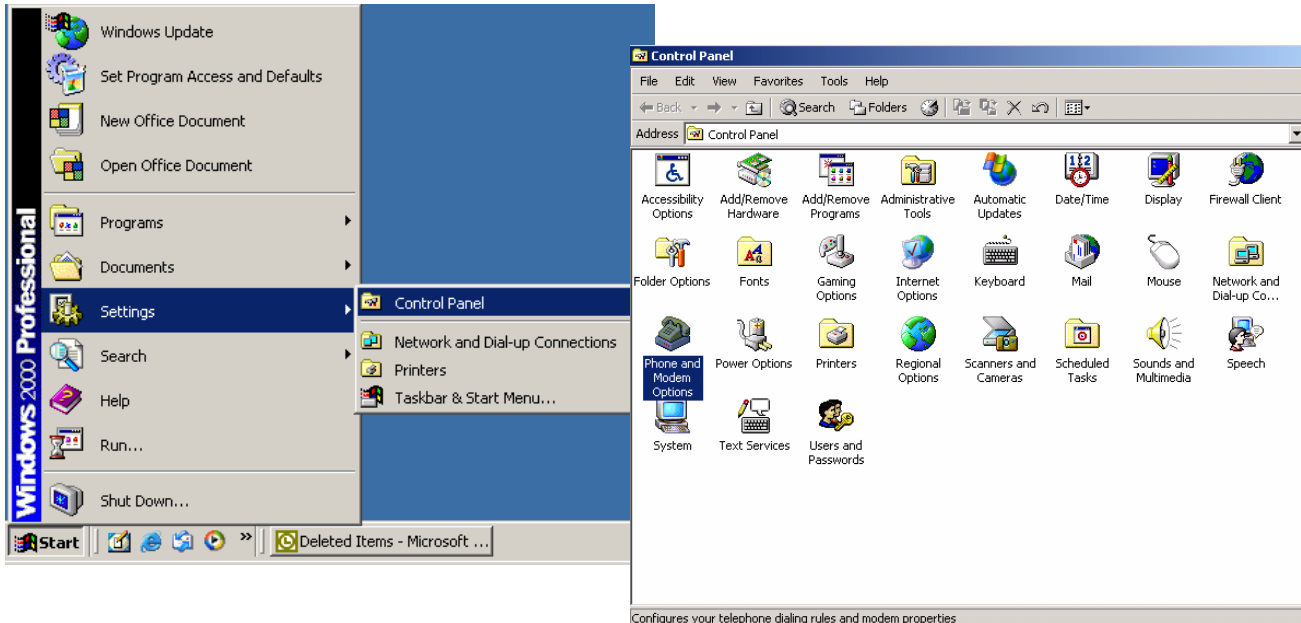 Windows 2000 Professional
Windows Update
Set Program Access and Defaults
New Office Document
Open Office Document
Programs
Documents
Settings
Search
Help
Run...
Shut Down...
Control Panel
Network and Dial-up Connections
Printers
Taskbar & Start Menu...
Start
»
Deleted Items - Microsoft ...
Control Panel
File Edit View Favorites Tools Help
Back Search Folders
Address Control Panel
Accessibility
Options
Add/Remove
Hardware
Add/Remove
Programs
Administrative
Tools
Automatic
Updates
Date/Time
Display
Firewall Client
Folder Options
Fonts
Gaming
Options
Internet
Options
Keyboard
Mail
Mouse
Network and
Dial-up Co...
Phone and
Modem
Options
Power Options
Printers
Regional
Options
Scanners and
Cameras
Scheduled
Tasks
Sounds and
Multimedia
Speech
System
Text Services
Users and
Passwords
Configures your telephone dialing rules and modem properties